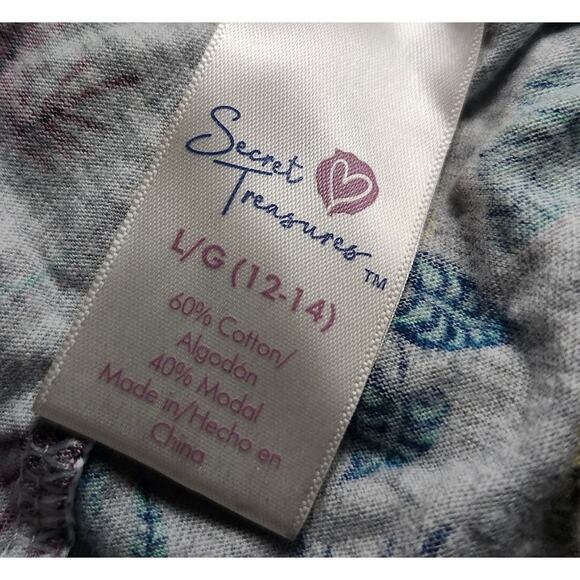 Secret
Treasures™
L/G (12-14)
60% Cotton/
Algodón
40% Modal
Made in/Hecho en
China